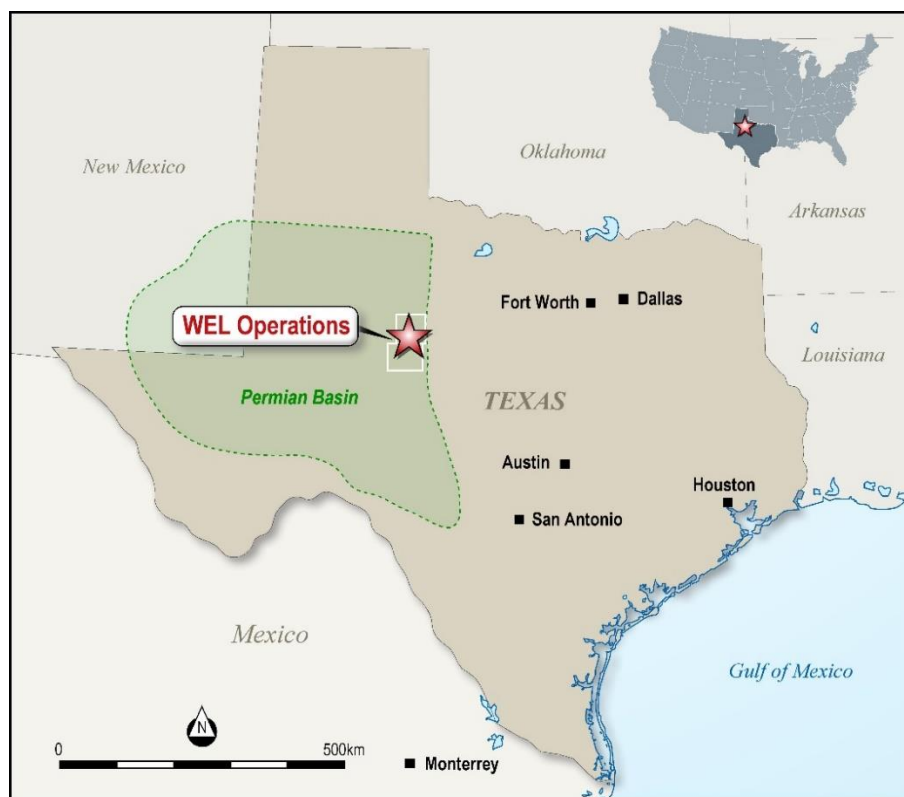 New Mexico
Oklahoma
Arkansas
Fort Worth
Dallas
WEL Operations
Louisiana
Permian Basin
TEXAS
Austin
Houston
San Antonio
Mexico
Gulf of Mexico
N
0
500km
Monterrey